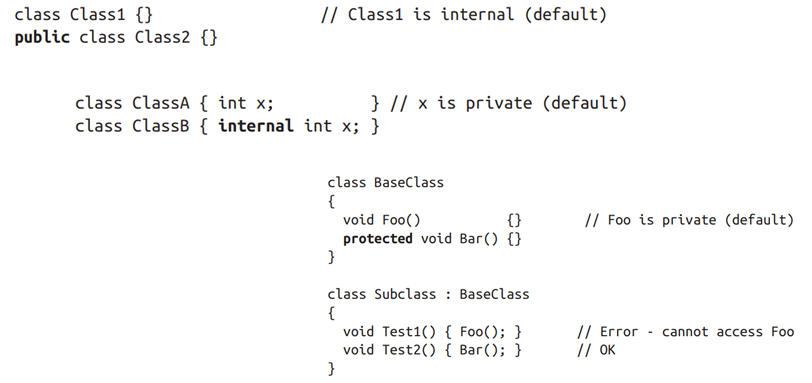 class Class1 {}                  // Class1 is internal (default)
public class Class2 {}
class ClassA { int x;          } // x is private (default)
class ClassB { internal int x; }
class BaseClass
{
  void Foo()           {}        // Foo is private (default)
  protected void Bar() {}
}
class Subclass : BaseClass
{
  void Test1() { Foo(); }       // Error - cannot access Foo
  void Test2() { Bar(); }       // OK
}